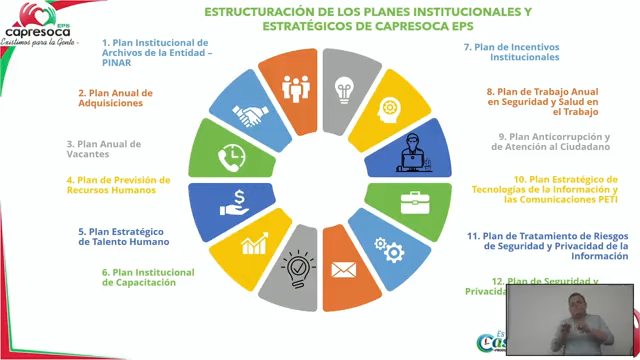 EPS
capresoca
Existimos para la Gente
ESTRUCTURACIÓN DE LOS PLANES INSTITUCIONALES Y
ESTRATÉGICOS DE CAPRESOCA EPS
1. Plan Institucional de
Archivos de la Entidad –
PINAR
2. Plan Anual de
Adquisiciones
3. Plan Anual de
Vacantes
4. Plan de Previsión de
Recursos Humanos
5. Plan Estratégico
de Talento Humano
6. Plan Institucional
de Capacitación
7. Plan de Incentivos
Institucionales
8. Plan de Trabajo Anual
en Seguridad y Salud en
el Trabajo
9. Plan Anticorrupción y
de Atención al Ciudadano
10. Plan Estratégico de
Tecnologías de la Información y
las Comunicaciones PETI
11. Plan de Tratamiento de Riesgos
de Seguridad y Privacidad de la
Información
12. Plan de Seguridad y
Privacidad